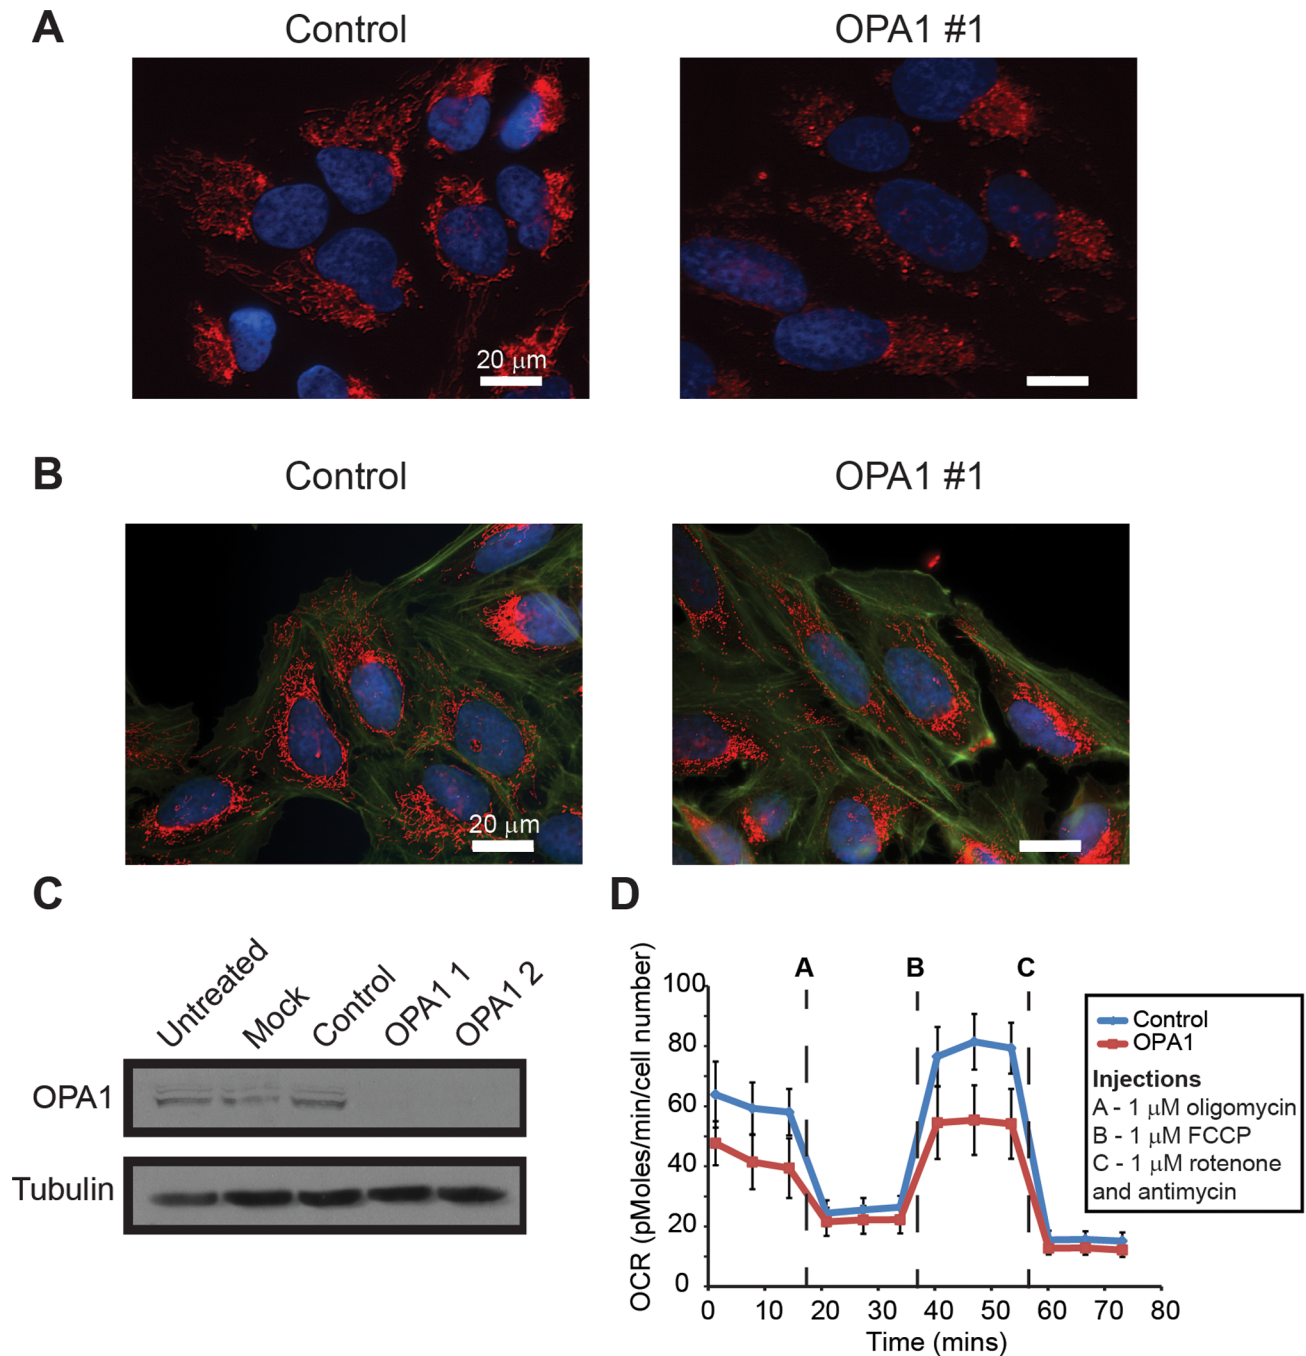 A
Control
OPA1 #1
20 μm
B
Control
OPA1 #1
20 μm
C
Untreated
Mock
Control
OPA1 1
OPA1 2
OPA1
Tubulin
D
OCR (pMoles/min/cell number)
100
80
60
40
20
0
A
B
C
0 10 20 30 40 50 60 70 80
Time (mins)
Control
OPA1
Injections
A - 1 μM oligomycin
B - 1 μM FCCP
C - 1 μM rotenone
and antimycin